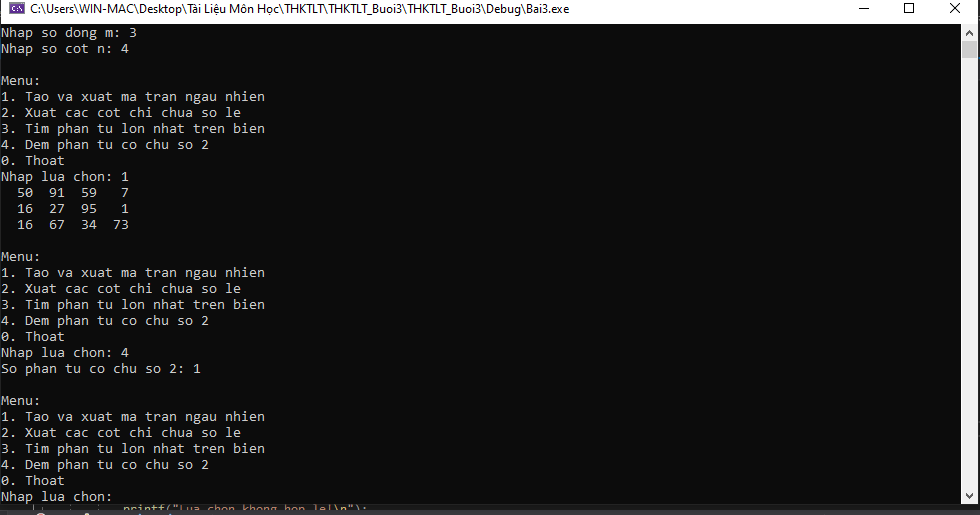 C:\Users\WIN-MAC\Desktop\Tài Liệu Môn Học\THKTLT\THKTLT_Buoi3\THKTLT_Buoi3\Debug\Bai3.exe
Nhap so dong m: 3
Nhap so cot n: 4
Menu:
1. Tao va xuat ma tran ngau nhien
2. Xuat cac cot chi chua so le
3. Tim phan tu lon nhat tren bien
4. Dem phan tu co chu so 2
0. Thoat
Nhap lua chon: 1
50 91 59 7
16 27 95 1
16 67 34 73
Menu:
1. Tao va xuat ma tran ngau nhien
2. Xuat cac cot chi chua so le
3. Tim phan tu lon nhat tren bien
4. Dem phan tu co chu so 2
0. Thoat
Nhap lua chon: 4
So phan tu co chu so 2: 1
Menu:
1. Tao va xuat ma tran ngau nhien
2. Xuat cac cot chi chua so le
3. Tim phan tu lon nhat tren bien
4. Dem phan tu co chu so 2
0. Thoat
Nhap lua chon:
printf("Lua chon khong hop le!\n");